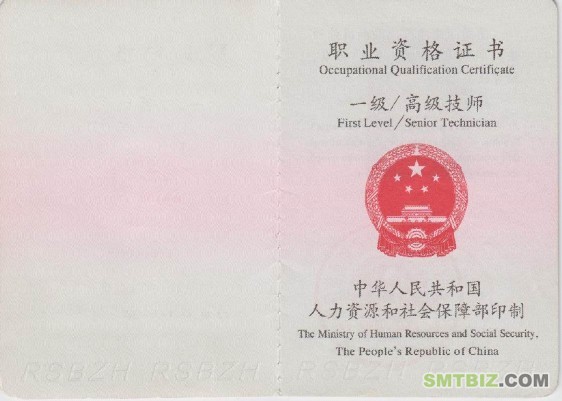 职业资格证书
Occupational Qualification Certificate
一级/高级技师
First Level/Senior Technician
中华人民共和国
人力资源和社会保障部印制
The Ministry of Human Resources and Social Security,
The People's Republic of China
RSBZH RSBZH RSBZH RSBZH
SMTBIZ.COM